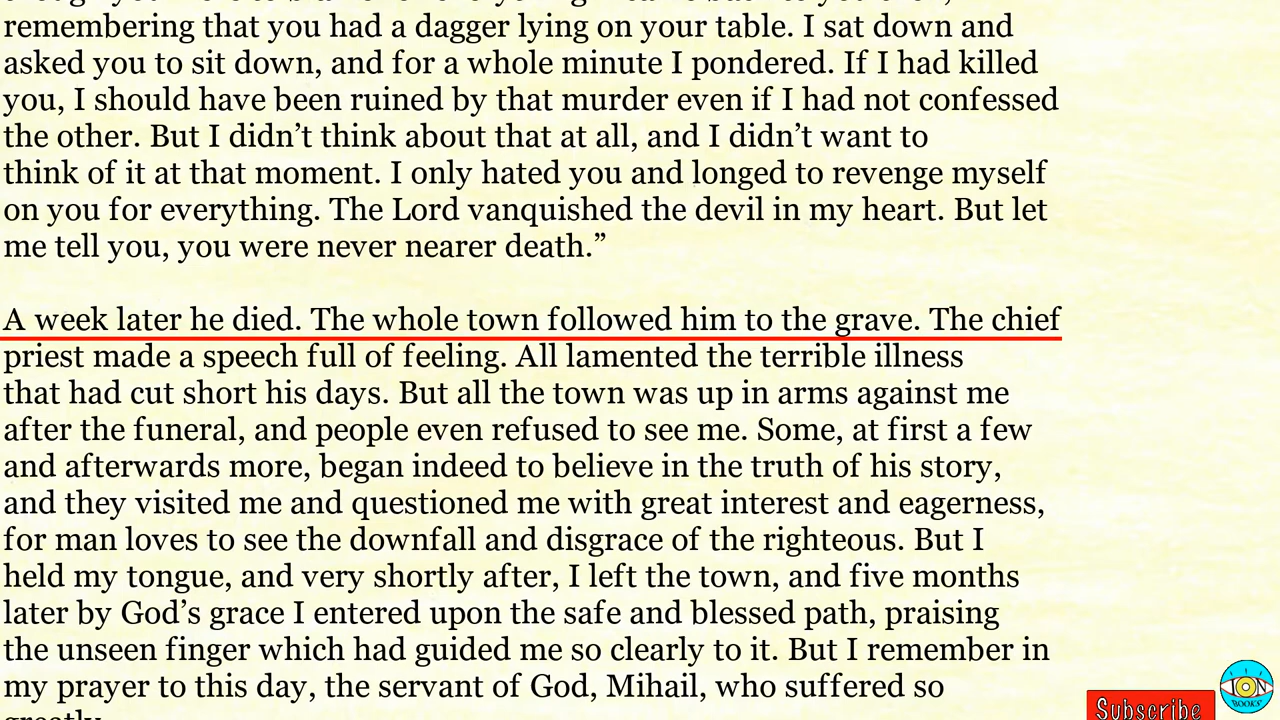 remembering that you had a dagger lying on your table. I sat down and
asked you to sit down, and for a whole minute I pondered. If I had killed
you, I should have been ruined by that murder even if I had not confessed
the other. But I didn’t think about that at all, and I didn’t want to
think of it at that moment. I only hated you and longed to revenge myself
on you for everything. The Lord vanquished the devil in my heart. But let
me tell you, you were never nearer death.”
A week later he died. The whole town followed him to the grave. The chief
priest made a speech full of feeling. All lamented the terrible illness
that had cut short his days. But all the town was up in arms against me
after the funeral, and people even refused to see me. Some, at first a few
and afterwards more, began indeed to believe in the truth of his story,
and they visited me and questioned me with great interest and eagerness,
for man loves to see the downfall and disgrace of the righteous. But I
held my tongue, and very shortly after, I left the town, and five months
later by God’s grace I entered upon the safe and blessed path, praising
the unseen finger which had guided me so clearly to it. But I remember in
my prayer to this day, the servant of God, Mihail, who suffered so
greatly.
Subscribe
ION
BOOKS